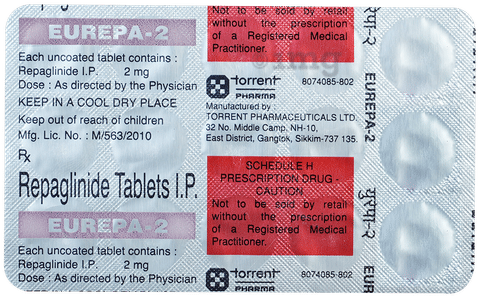 EUREPA-2
Each uncoated tablet contains :
Repaglinide I.P. 2 mg
Dose : As directed by the Physician
KEEP IN A COOL DRY PLACE
Keep out of reach of children
Mfg. Lic. No. : M/563/2010
Rx
Repaglinide Tablets I.P.
EUREPA-2
Each uncoated tablet contains :
Repaglinide I.P. 2 mg
Dose : As directed by the Physician
Not to be sold by retail
without the prescription
of a Registered Medical
Practitioner.
torrent
PHARMA
8074085-802
Manufactured by :
TORRENT PHARMACEUTICALS LTD.
32 No. Middle Camp, NH-10,
East District, Gangtok, Sikkim-737 135.
SCHEDULE H
PRESCRIPTION DRUG -
CAUTION
Not to be sold by retail
without the prescription
of a Registered Medical
Practitioner.
torrent
PHARMA
8074085-802
युरपा-२
EUREPA-2
युरपा-२
EUR